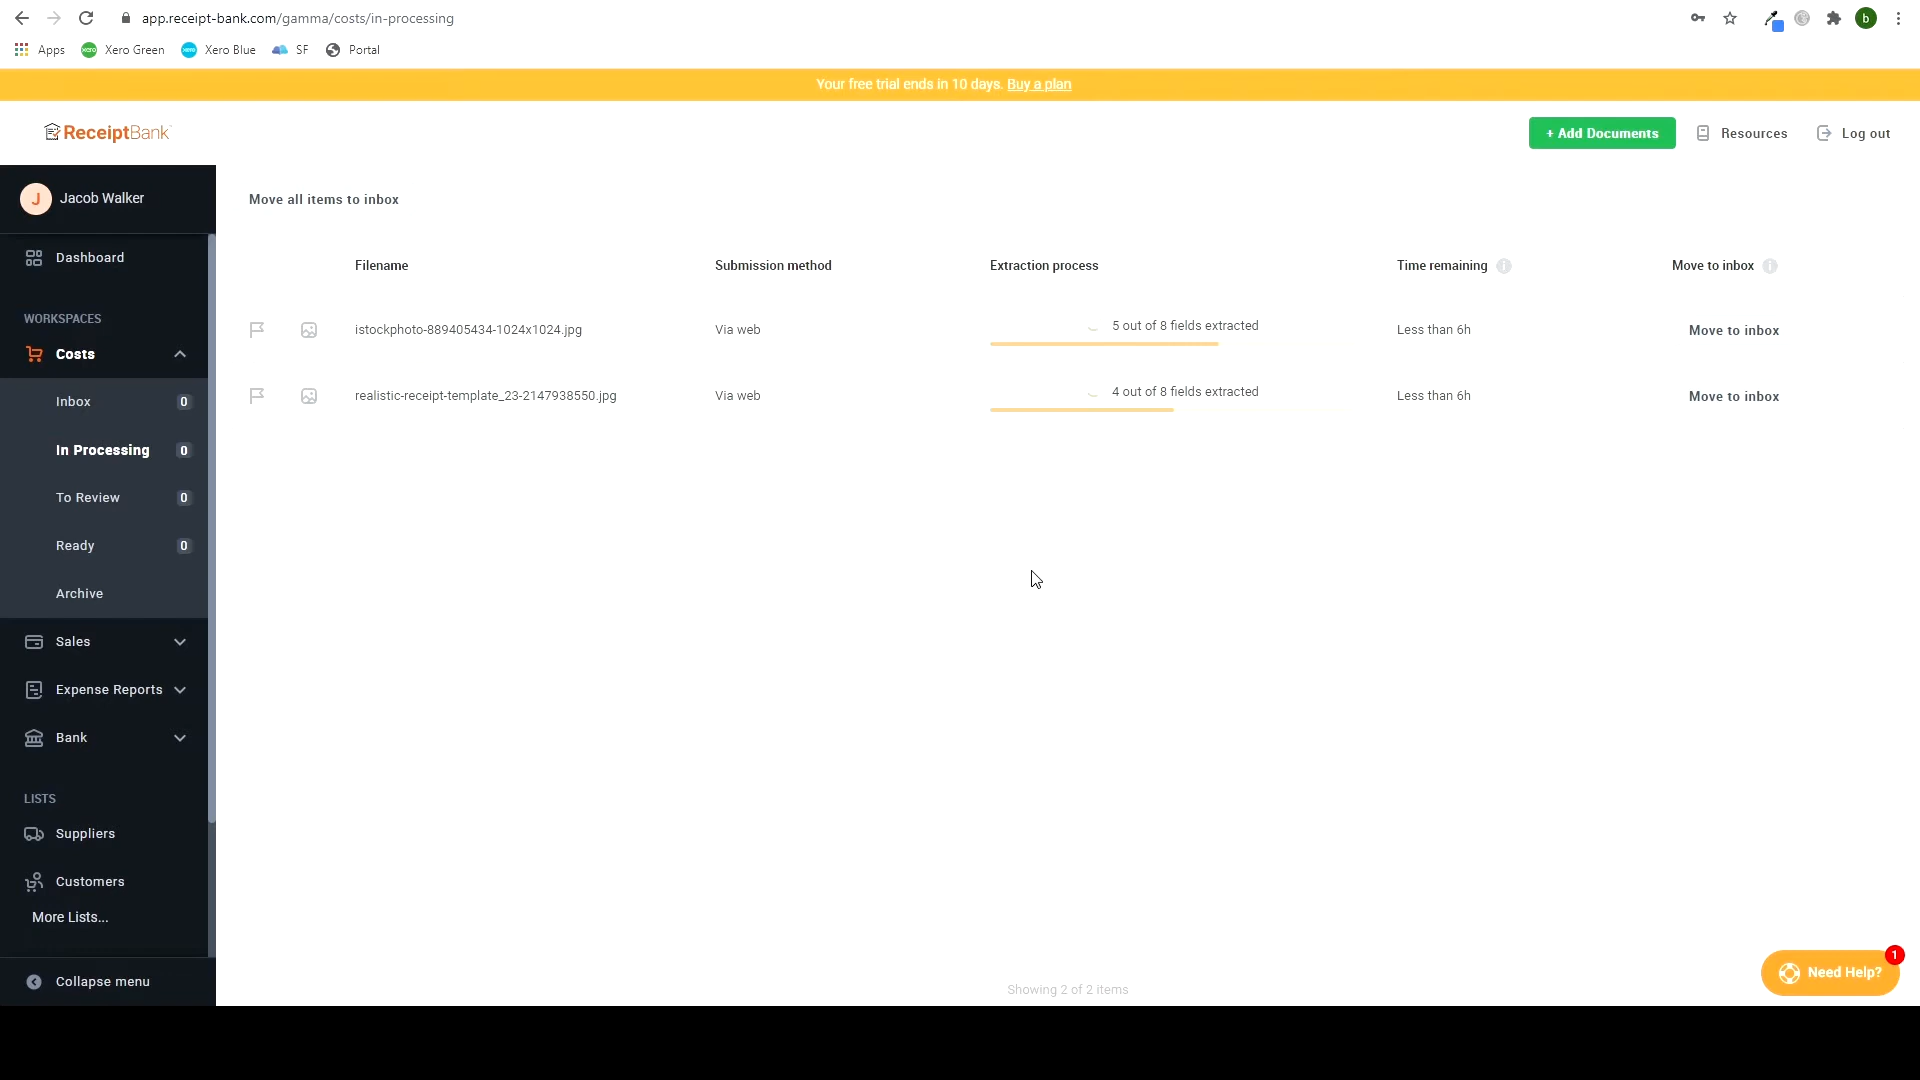 app.receipt-bank.com/gamma/costs/in-processing
b
Apps
xero Xero Green
xero Xero Blue
SF
Portal
Your free trial ends in 10 days. Buy a plan
ReceiptBank
+ Add Documents
Resources
Log out
J Jacob Walker
Dashboard
WORKSPACES
Costs
Inbox 0
In Processing 0
To Review 0
Ready 0
Archive
Sales
Expense Reports
Bank
LISTS
Suppliers
Customers
More Lists...
Collapse menu
Move all items to inbox
Filename Submission method Extraction process Time remaining i Move to inbox i
istockphoto-889405434-1024x1024.jpg Via web 5 out of 8 fields extracted Less than 6h Move to inbox
realistic-receipt-template_23-2147938550.jpg Via web 4 out of 8 fields extracted Less than 6h Move to inbox
Showing 2 of 2 items
Need Help?
1